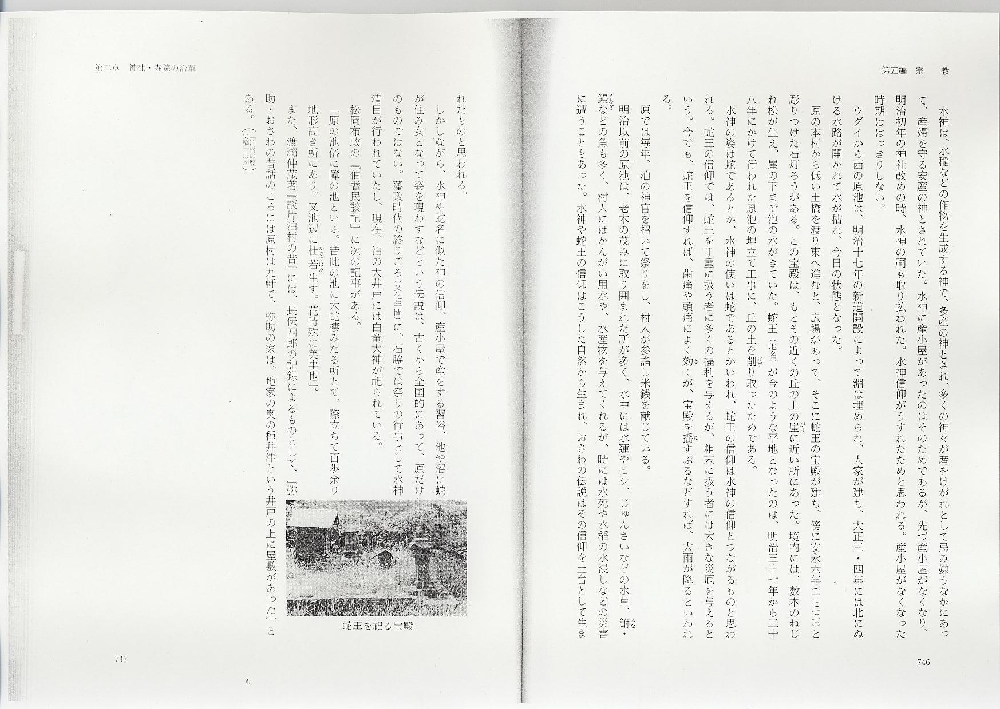 第五編　宗　教
　水神は、水稲などの作物を生成する神で、多産の神とされ、多くの神々が産をけがれとして忌み嫌うなかにあっ
て、産婦を守る安産の神とされていた。水神に産小屋があったのはそのためであるが、先づ産小屋がなくなり、
明治初年の神社改めの時、水神の祠も取り払われた。水神信仰がうすれたためと思われる。産小屋がなくなった
時期ははっきりしない。
　ウグイから西の原池は、明治十七年の新道開設によって淵は埋められ、人家が建ち、大正三・四年には北にぬ
ける水路が開かれて水が枯れ、今日の状態となった。
　原の本村から低い土橋を渡り東へ進むと、広場があって、そこに蛇王の宝殿が建ち、傍に安永六年（一七七七）と
彫りつけた石灯ろうがある。この宝殿は、もとその近くの丘の上の崖がけに近い所にあった。境内には、数本のねじ
れ松が生え、崖の下まで池の水がきていた。蛇王（地名）が今のような平地となったのは、明治三十七年から三十
八年にかけて行われた原池の埋立て工事に、丘の土を削けずり取ったためである。
　水神の姿は蛇であるとか、水神の使いは蛇であるとかいわれ、蛇王の信仰は水神の信仰とつながるものと思わ
れる。蛇王の信仰では、蛇王を丁重に扱う者に多くの福利を与えるが、粗末に扱う者には大きな災厄を与えると
いう。今でも、蛇王を信仰すれば、歯痛や頭痛によく効きくが、宝殿を揺ゆすぶるなどすれば、大雨が降るといわれ
る。
　原では毎年、泊の神官を招いて祭りをし、村人が参詣し米銭を献じている。
　明治以前の原池は、老木の茂みに取り囲まれた所が多く、水中には水蓮やヒシ、じゅんさいなどの水草、鮒ふな・
鰻うなぎなどの魚も多く、村人にはかんがい用水や、水産物を与えてくれるが、時には水死や水稲の水浸しなどの災害
に遭うこともあった。水神や蛇王の信仰はこうした自然から生まれ、おさわの伝説はその信仰を土台として生ま
746
第二章　神社・寺院の沿革
れたものと思われる。
　しかしながら、水神や蛇名に似た神の信仰、産小屋で産をする習俗、池や沼に蛇
が住み女となって姿を現わすなどという伝説は、古くから全国的にあって、原だけ
のものではない。藩政時代の終りごろ（文化年間）に、石脇では祭りの行事として水神
清目が行われていたし、現在、泊の大井戸には白竜大神が祀られている。
　松岡布政の『伯耆民談記』に次の記事がある。
　「原の池俗に障の池といふ。昔此の池に大蛇棲みたる所とて、際立ちて百歩余り
　地形高き所にあり。又池辺に杜若かきつばた生す。花時殊に美事也」。
　また、渡瀬仲蔵著『談片泊村の昔』には、長伝四郎の記録によるものとして、『弥
助・おさわの昔話のころには原村は九軒で、弥助の家は、地家の奥の種井津という井戸の上に屋敷があった』と
ある。（『泊村の歴史稿』ほか）
蛇王を祀る宝殿
747